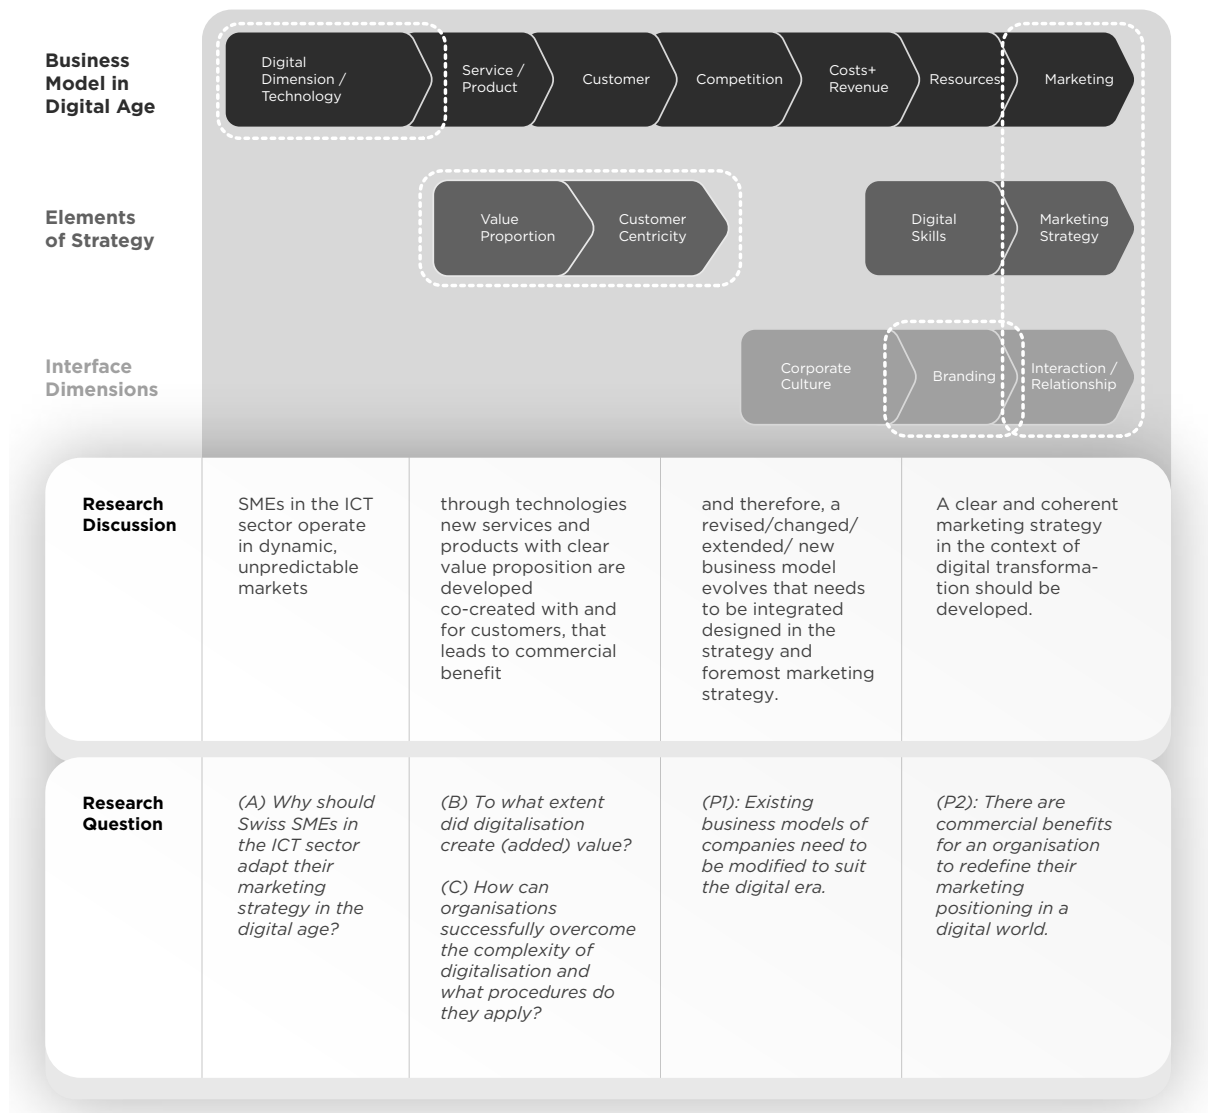 Business
Model in
Digital Age
Digital
Dimension /
Technology
Service /
Product
Customer
Competition
Costs+
Revenue
Resources
Marketing
Elements
of Strategy
Value
Proportion
Customer
Centricity
Digital
Skills
Marketing
Strategy
Interface
Dimensions
Corporate
Culture
Branding
Interaction /
Relationship
Research
Discussion
SMEs in the ICT
sector operate
in dynamic,
unpredictable
markets
through technologies
new services and
products with clear
value proposition are
developed
co-created with and
for customers, that
leads to commercial
benefit
and therefore, a
revised/changed/
extended/ new
business model
evolves that needs
to be integrated
designed in the
strategy and
foremost marketing
strategy.
A clear and coherent
marketing strategy
in the context of
digital transforma-
tion should be
developed.
Research
Question
(A) Why should
Swiss SMEs in
the ICT sector
adapt their
marketing
strategy in the
digital age?
(B) To what extent
did digitalisation
create (added) value?
(C) How can
organisations
successfully overcome
the complexity of
digitalisation and
what procedures do
they apply?
(P1): Existing
business models of
companies need to
be modified to suit
the digital era.
(P2): There are
commercial benefits
for an organisation
to redefine their
marketing
positioning in a
digital world.